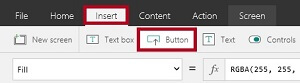 File Home Insert Content Action Screen
New screen Text box Button Text Controls
Fill fx RGBA(255, 255,